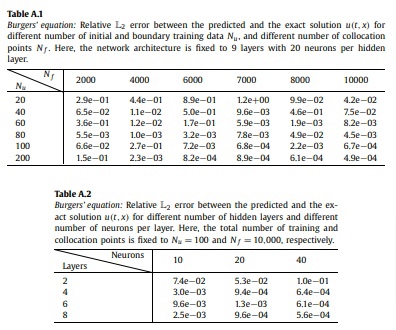 Table A.1
Burgers' equation: Relative L₂ error between the predicted and the exact solution u(t, x) for
different number of initial and boundary training data Nu, and different number of collocation
points Nf. Here, the network architecture is fixed to 9 layers with 20 neurons per hidden
layer.
Nf 2000 4000 6000 7000 8000 10000
Nu
20 2.9e−01 4.4e−01 8.9e−01 1.2e+00 9.9e−02 4.2e−02
40 6.5e−02 1.1e−02 5.0e−01 9.6e−03 4.6e−01 7.5e−02
60 3.6e−01 1.2e−02 1.7e−01 5.9e−03 1.9e−03 8.2e−03
80 5.5e−03 1.0e−03 3.2e−03 7.8e−03 4.9e−02 4.5e−03
100 6.6e−02 2.7e−01 7.2e−03 6.8e−04 2.2e−03 6.7e−04
200 1.5e−01 2.3e−03 8.2e−04 8.9e−04 6.1e−04 4.9e−04
Table A.2
Burgers' equation: Relative L₂ error between the predicted and the ex-
act solution u(t, x) for different number of hidden layers and different
number of neurons per layer. Here, the total number of training and
collocation points is fixed to Nu = 100 and Nf = 10,000, respectively.
Neurons 10 20 40
Layers
2 7.4e−02 5.3e−02 1.0e−01
4 3.0e−03 9.4e−04 6.4e−04
6 9.6e−03 1.3e−03 6.1e−04
8 2.5e−03 9.6e−04 5.6e−04